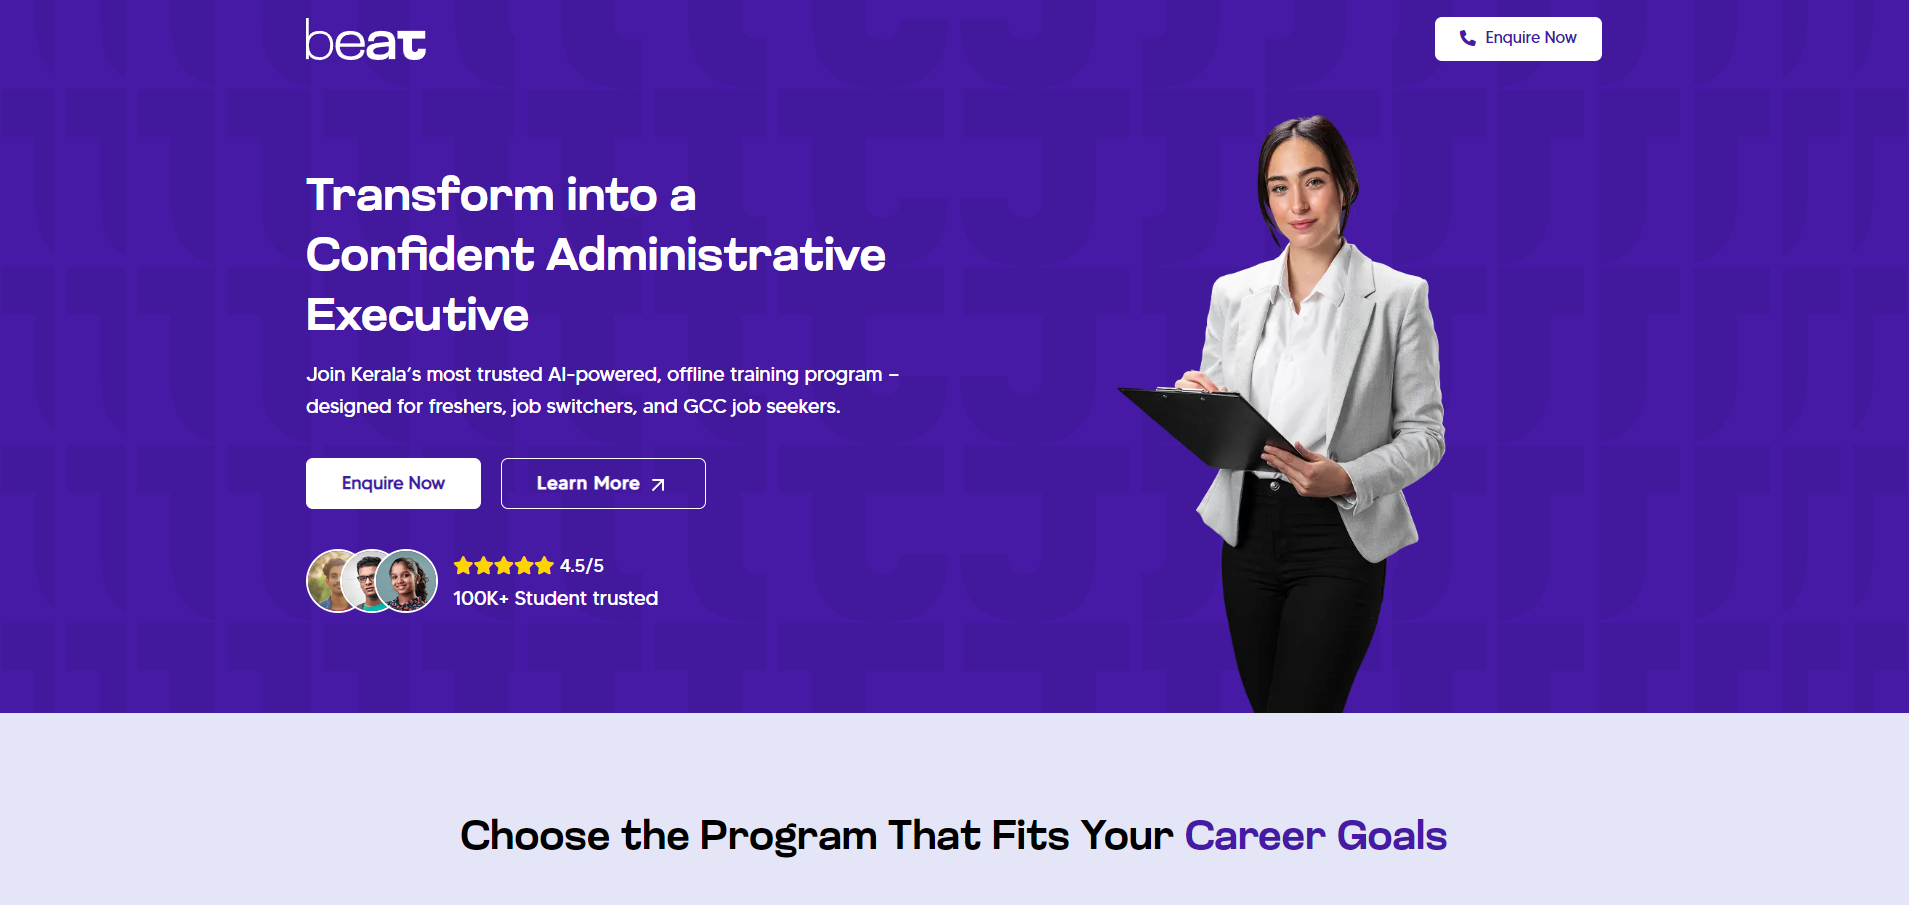 beat
Enquire Now
Transform into a
Confident Administrative
Executive
Join Kerala’s most trusted AI-powered, offline training program –
designed for freshers, job switchers, and GCC job seekers.
Enquire Now
Learn More
4.5/5
100K+ Student trusted
Choose the Program That Fits Your Career Goals